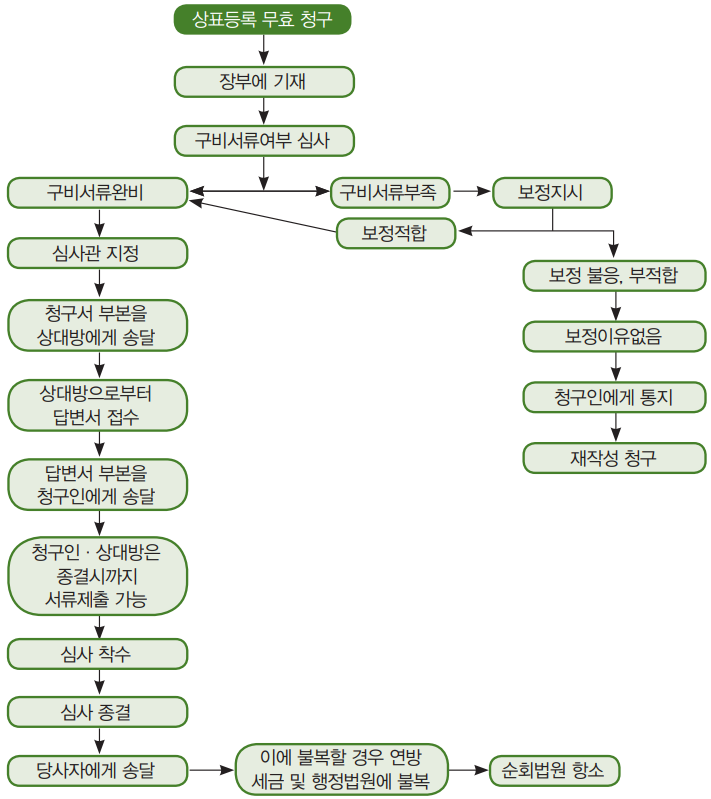 상표등록 무효 청구
장부에 기재
구비서류여부 심사
구비서류완비
구비서류부족
보정지시
보정적합
심사관 지정
보정 불응, 부적합
청구서 부본을
상대방에게 송달
보정이유없음
상대방으로부터
답변서 접수
청구인에게 통지
재작성 청구
답변서 부본을
청구인에게 송달
청구인 · 상대방은
종결시까지
서류제출 가능
심사 착수
심사 종결
당사자에게 송달
이에 불복할 경우 연방
세금 및 행정법원에 불복
순회법원 항소